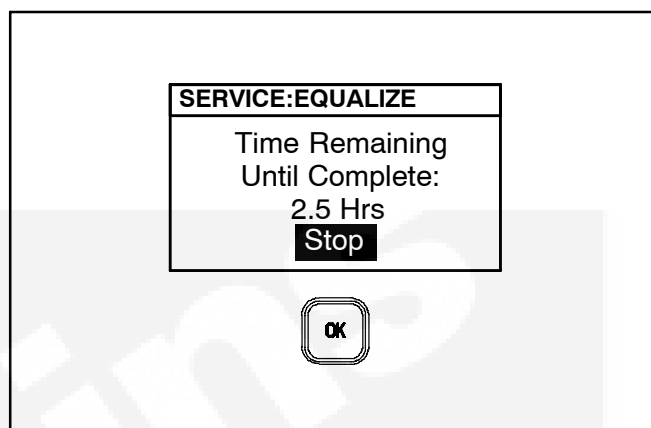 SERVICE:EQUALIZE
Time Remaining
Until Complete:
2.5 Hrs
Stop
OK